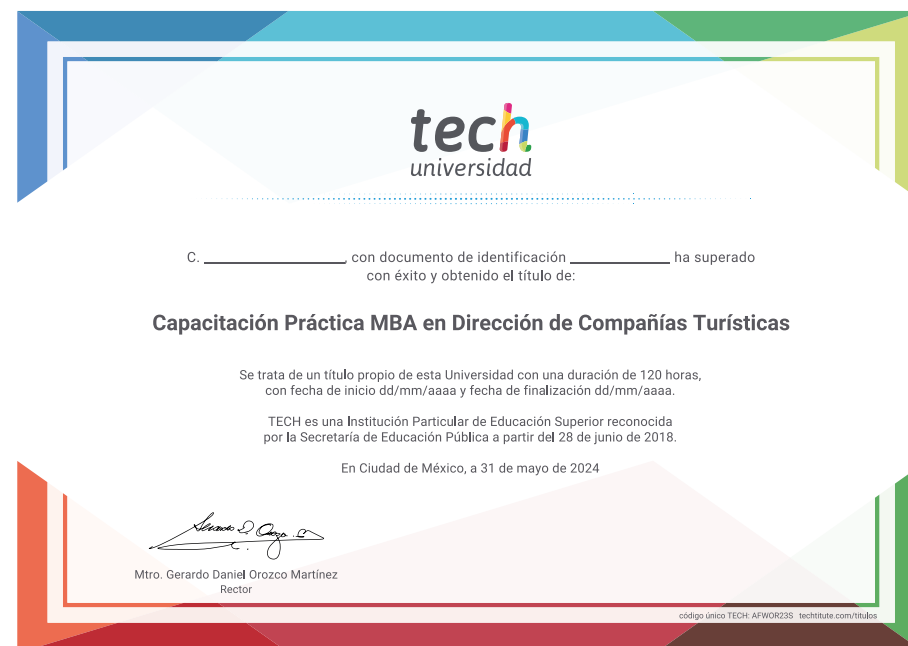 tech
universidad
C. ____________, con documento de identificación ____________ ha superado
con éxito y obtenido el título de:
Capacitación Práctica MBA en Dirección de Compañías Turísticas
Se trata de un título propio de esta Universidad con una duración de 120 horas,
con fecha de inicio dd/mm/aaaa y fecha de finalización dd/mm/aaaa.
TECH es una Institución Particular de Educación Superior reconocida
por la Secretaría de Educación Pública a partir del 28 de junio de 2018.
En Ciudad de México, a 31 de mayo de 2024
Mtro. Gerardo Daniel Orozco Martínez
Rector
código único TECH: AFWOR23S techtitute.com/títulos